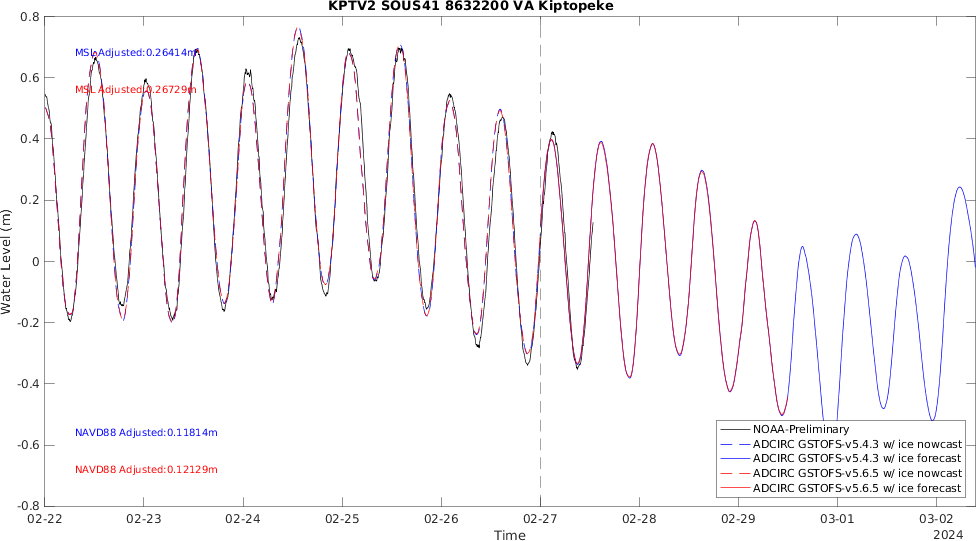 KPTV2 SOUS41 8632200 VA Kiptopeke
0.8
0.6
0.4
0.2
0
-0.2
-0.4
-0.6
-0.8
Water Level (m)
MSL Adjusted:0.26414m
MSL Adjusted:0.26729m
NAVD88 Adjusted:0.11814m
NAVD88 Adjusted:0.12129m
NOAA-Preliminary
ADCIRC GSTOFS-v5.4.3 w/ ice nowcast
ADCIRC GSTOFS-v5.4.3 w/ ice forecast
ADCIRC GSTOFS-v5.6.5 w/ ice nowcast
ADCIRC GSTOFS-v5.6.5 w/ ice forecast
02-22 02-23 02-24 02-25 02-26 02-27 02-28 02-29 03-01 03-02
Time
2024